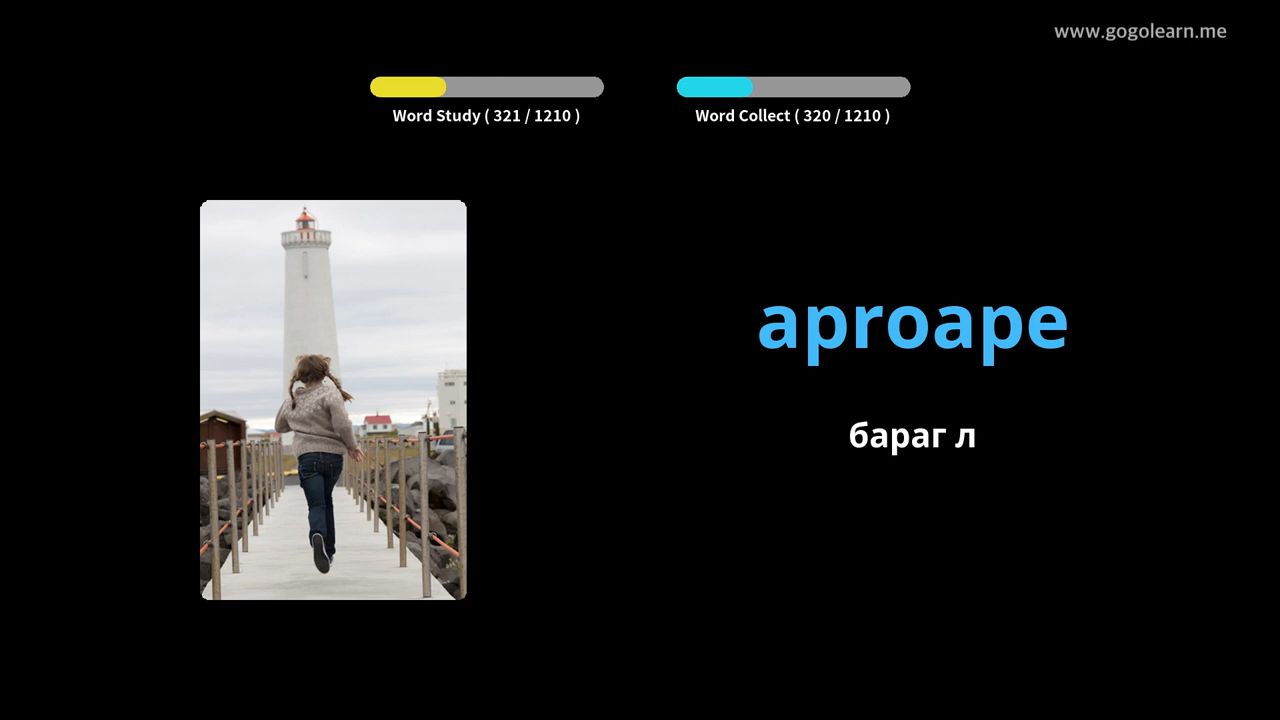 www.gogolearn.me
Word Study ( 321 / 1210 )
Word Collect ( 320 / 1210 )
aproape
бараг л